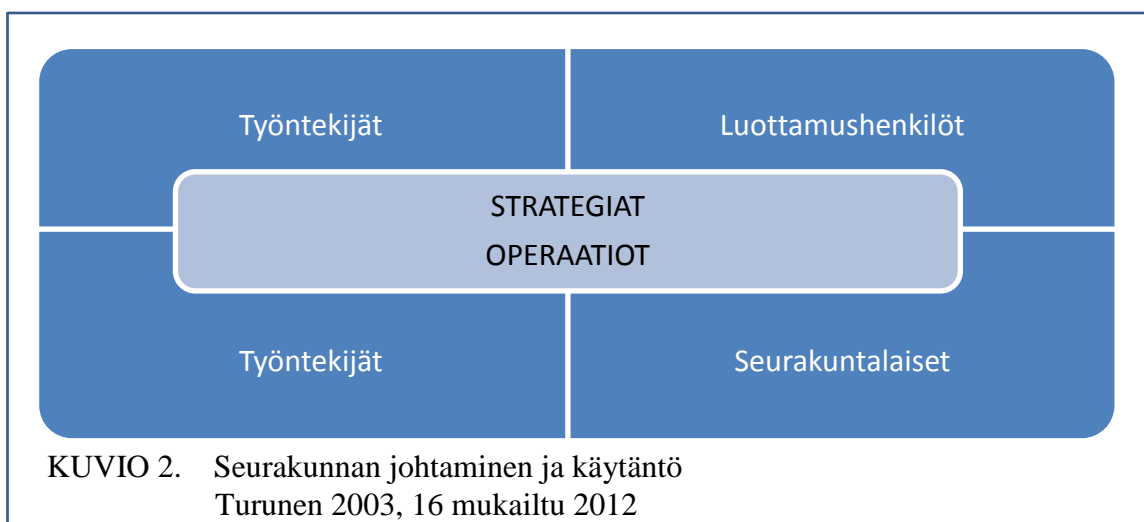 Työntekijät
Luottamushenkilöt
STRATEGIAT
OPERAATIOT
Työntekijät
Seurakuntalaiset
KUVIO 2. Seurakunnan johtaminen ja käytäntö
Turunen 2003, 16 mukailtu 2012